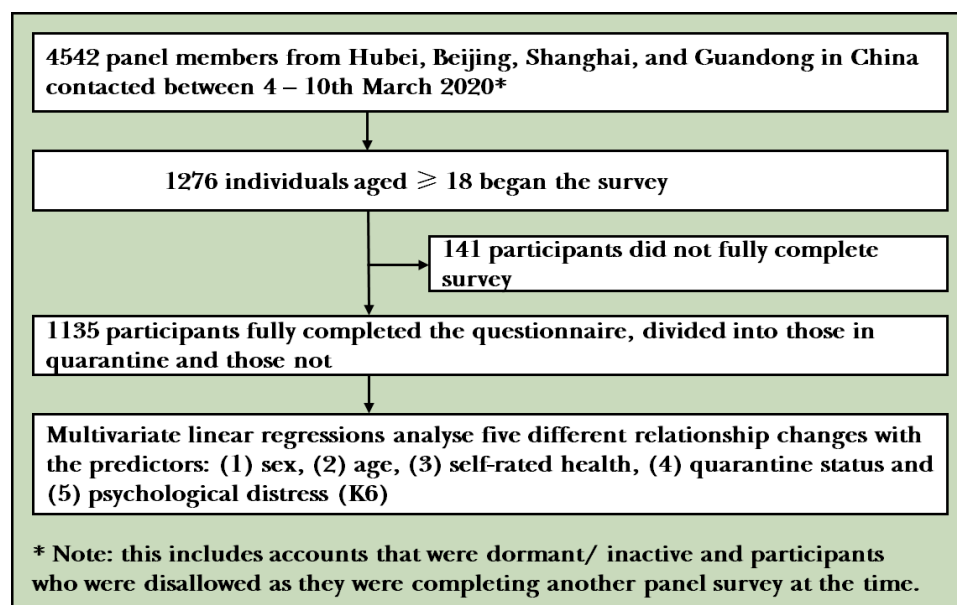 4542 panel members from Hubei, Beijing, Shanghai, and Guandong in China
contacted between 4 – 10th March 2020*
1276 individuals aged ⩾ 18 began the survey
141 participants did not fully complete
survey
1135 participants fully completed the questionnaire, divided into those in
quarantine and those not
Multivariate linear regressions analyse five different relationship changes with
the predictors: (1) sex, (2) age, (3) self-rated health, (4) quarantine status and
(5) psychological distress (K6)
* Note: this includes accounts that were dormant/ inactive and participants
who were disallowed as they were completing another panel survey at the time.